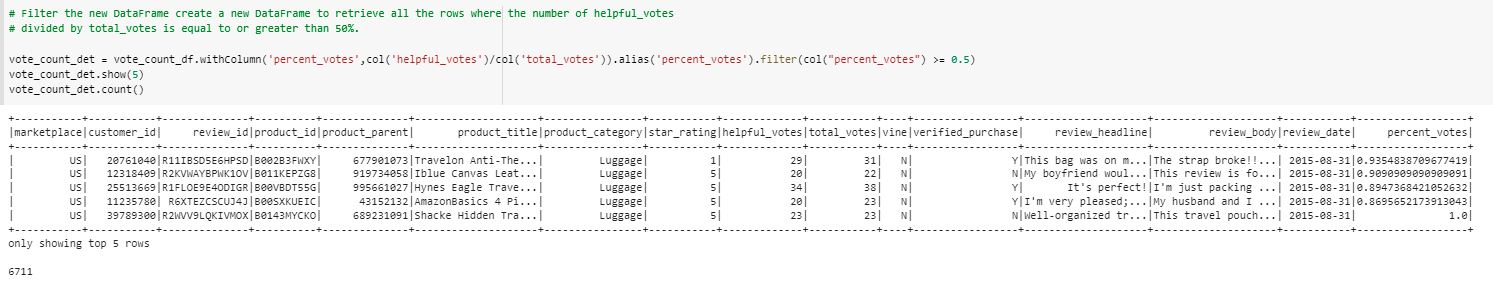 # Filter the new DataFrame create a new DataFrame to retrieve all the rows where the number of helpful_votes
# divided by total_votes is equal to or greater than 50%.
vote_count_det = vote_count_df.withColumn('percent_votes',col('helpful_votes')/col('total_votes')).alias('percent_votes').filter(col("percent_votes") >= 0.5)
vote_count_det.show(5)
vote_count_det.count()
+-----------+-----------+--------------+----------+--------------+--------------------+----------------+-----------+-------------+-----------+----+-----------------+--------------------+--------------------+-----------+------------------+
|marketplace|customer_id|     review_id|product_id|product_parent|       product_title|product_category|star_rating|helpful_votes|total_votes|vine|verified_purchase|     review_headline|         review_body|review_date|     percent_votes|
+-----------+-----------+--------------+----------+--------------+--------------------+----------------+-----------+-------------+-----------+----+-----------------+--------------------+--------------------+-----------+------------------+
|         US|   20761040|R11IBSD5E6HPSD|B002B3FWXY|     677901073|Travelon Anti-The...|         Luggage|          1|           29|         31|   N|                Y|This bag was on m...|The strap broke!!...| 2015-08-31|0.9354838709677419|
|         US|   12318409|R2KVWAYBPWK1OV|B011KEPZG8|     919734058|Iblue Canvas Leat...|         Luggage|          5|           20|         22|   N|                N|My boyfriend woul...|This review is fo...| 2015-08-31|0.9090909090909091|
|         US|   25513669|R1FLOE9E4ODIGR|B00VBDT55G|     995661027|Hynes Eagle Trave...|         Luggage|          5|           34|         38|   N|                Y|       It's perfect!|I'm just packing ...| 2015-08-31|0.8947368421052632|
|         US|   11235780| R6XTEZCSCUJ4J|B00SXKUEIC|      43152132|AmazonBasics 4 Pi...|         Luggage|          5|           20|         23|   N|                Y|I'm very pleased;...|My husband and I ...| 2015-08-31|0.8695652173913043|
|         US|   39789300|R2WVV9LQKIVMOX|B0143MYCKO|     689231091|Shacke Hidden Tra...|         Luggage|          5|           23|         23|   N|                N|Well-organized tr...|This travel pouch...| 2015-08-31|               1.0|
+-----------+-----------+--------------+----------+--------------+--------------------+----------------+-----------+-------------+-----------+----+-----------------+--------------------+--------------------+-----------+------------------+
only showing top 5 rows
6711